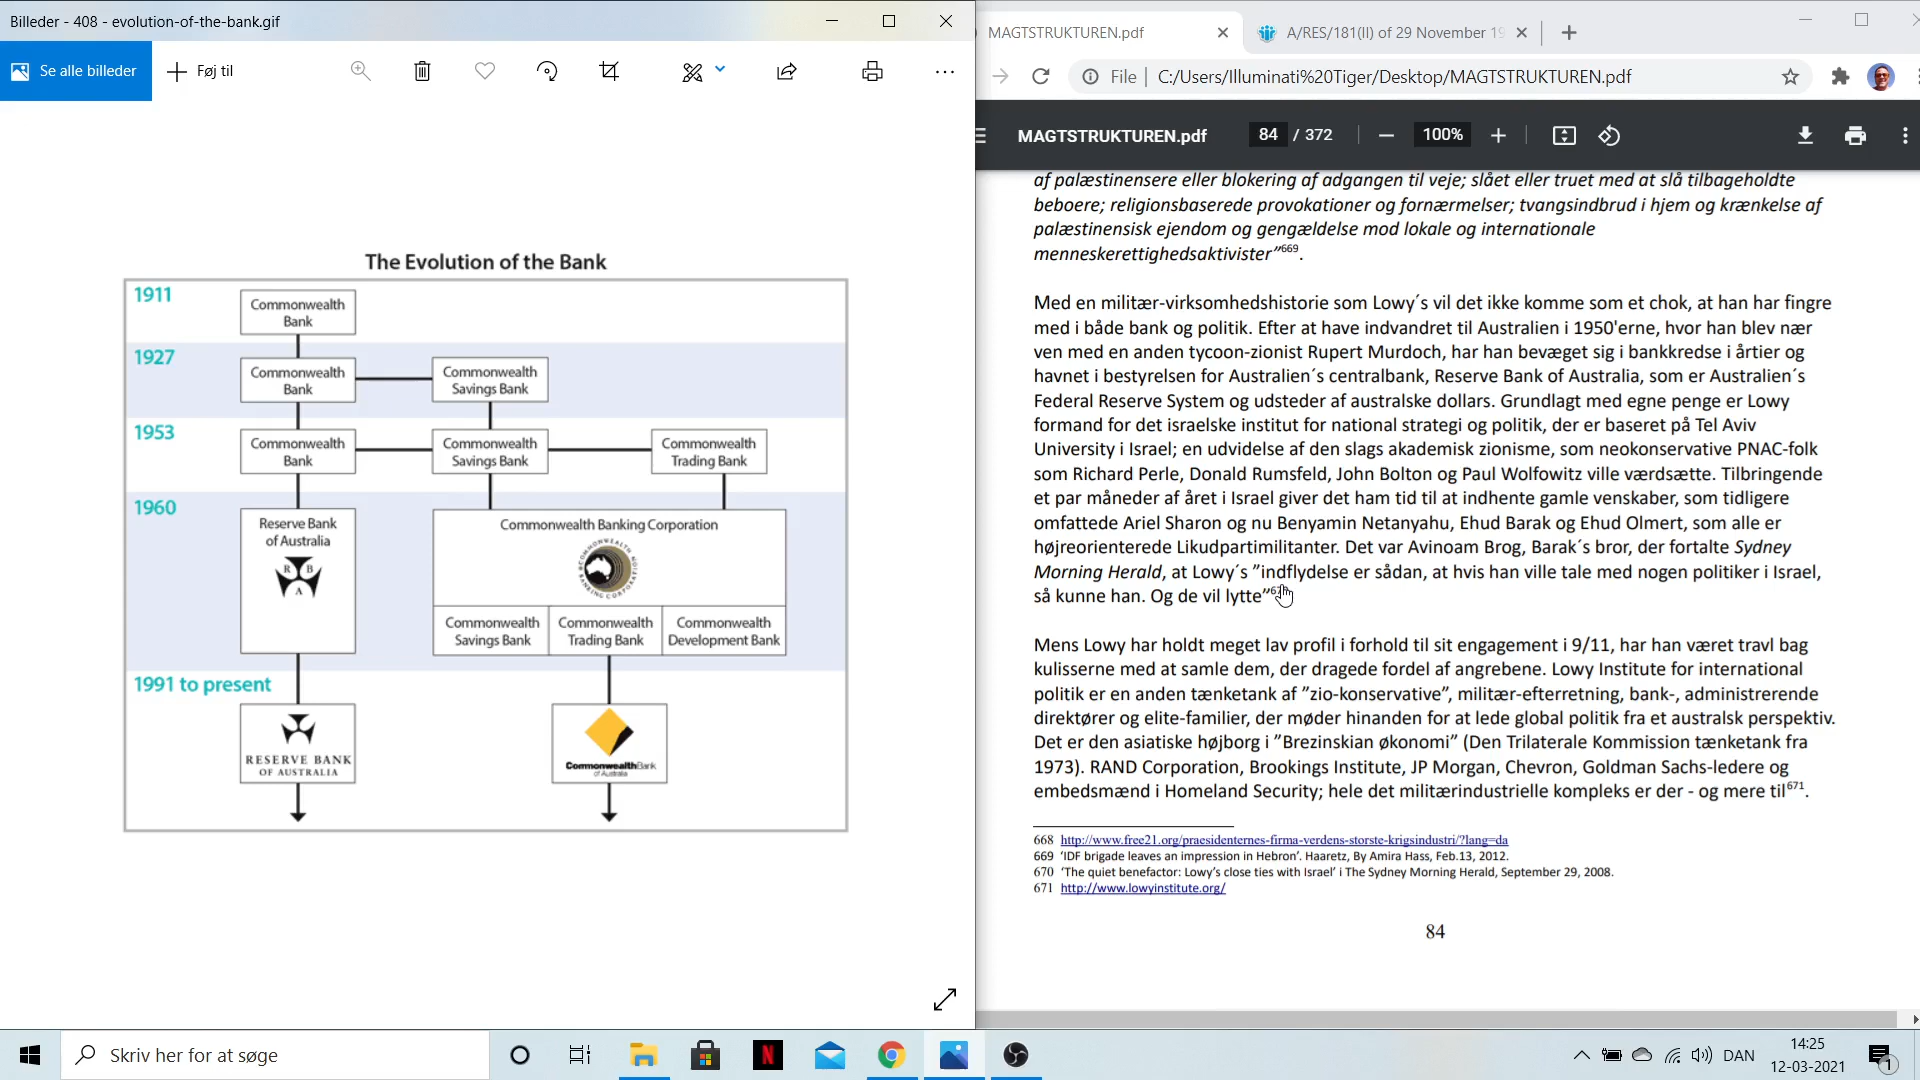 Billeder - 408 - evolution-of-the-bank.gif
Se alle billeder
Føj til
The Evolution of the Bank
1911
Commonwealth
Bank
1927
Commonwealth
Bank
Commonwealth
Savings Bank
1953
Commonwealth
Bank
Commonwealth
Savings Bank
Commonwealth
Trading Bank
1960
Reserve Bank
of Australia
R B
A
Commonwealth Banking Corporation
COMMONWEALTH BANKING CORPORATION
Commonwealth
Savings Bank
Commonwealth
Trading Bank
Commonwealth
Development Bank
1991 to present
RESERVE BANK
OF AUSTRALIA
CommonwealthBank
of Australia
MAGTSTRUKTUREN.pdf
A/RES/181(II) of 29 November 19
File
C:/Users/Illuminati%20Tiger/Desktop/MAGTSTRUKTUREN.pdf
MAGTSTRUKTUREN.pdf
84 / 372
100%
af palæstinensere eller blokering af adgangen til veje; slået eller truet med at slå tilbageholdte
beboere; religionsbaserede provokationer og fornærmelser; tvangsindbrud i hjem og krænkelse af
palæstinensisk ejendom og gengældelse mod lokale og internationale
menneskerettighedsaktivister”669.
Med en militær-virksomhedshistorie som Lowy´s vil det ikke komme som et chok, at han har fingre
med i både bank og politik. Efter at have indvandret til Australien i 1950'erne, hvor han blev nær
ven med en anden tycoon-zionist Rupert Murdoch, har han bevæget sig i bankkredse i årtier og
havnet i bestyrelsen for Australien´s centralbank, Reserve Bank of Australia, som er Australien´s
Federal Reserve System og udsteder af australske dollars. Grundlagt med egne penge er Lowy
formand for det israelske institut for national strategi og politik, der er baseret på Tel Aviv
University i Israel; en udvidelse af den slags akademisk zionisme, som neokonservative PNAC-folk
som Richard Perle, Donald Rumsfeld, John Bolton og Paul Wolfowitz ville værdsætte. Tilbringende
et par måneder af året i Israel giver det ham tid til at indhente gamle venskaber, som tidligere
omfattede Ariel Sharon og nu Benyamin Netanyahu, Ehud Barak og Ehud Olmert, som alle er
højreorienterede Likudpartimilitanter. Det var Avinoam Brog, Barak´s bror, der fortalte Sydney
Morning Herald, at Lowy´s ”indflydelse er sådan, at hvis han ville tale med nogen politiker i Israel,
så kunne han. Og de vil lytte”
Mens Lowy har holdt meget lav profil i forhold til sit engagement i 9/11, har han været travl bag
kulisserne med at samle dem, der dragede fordel af angrebene. Lowy Institute for international
politik er en anden tænketank af ”zio-konservative”, militær-efterretning, bank-, administrerende
direktører og elite-familier, der møder hinanden for at lede global politik fra et australsk perspektiv.
Det er den asiatiske højborg i ”Brezinskian økonomi” (Den Trilaterale Kommission tænketank fra
1973). RAND Corporation, Brookings Institute, JP Morgan, Chevron, Goldman Sachs-ledere og
embedsmænd i Homeland Security; hele det militærindustrielle kompleks er der - og mere til671.
668 http://www.free21.org/praesidenternes-firma-verdens-storste-krigsindustri/?lang=da
669 ‘IDF brigade leaves an impression in Hebron’. Haaretz, By Amira Hass, Feb.13, 2012.
670 ‘The quiet benefactor: Lowy’s close ties with Israel’ i The Sydney Morning Herald, September 29, 2008.
671 http://www.lowyinstitute.org/
84
Skriv her for at søge
N
DAN
14:25
12-03-2021
1